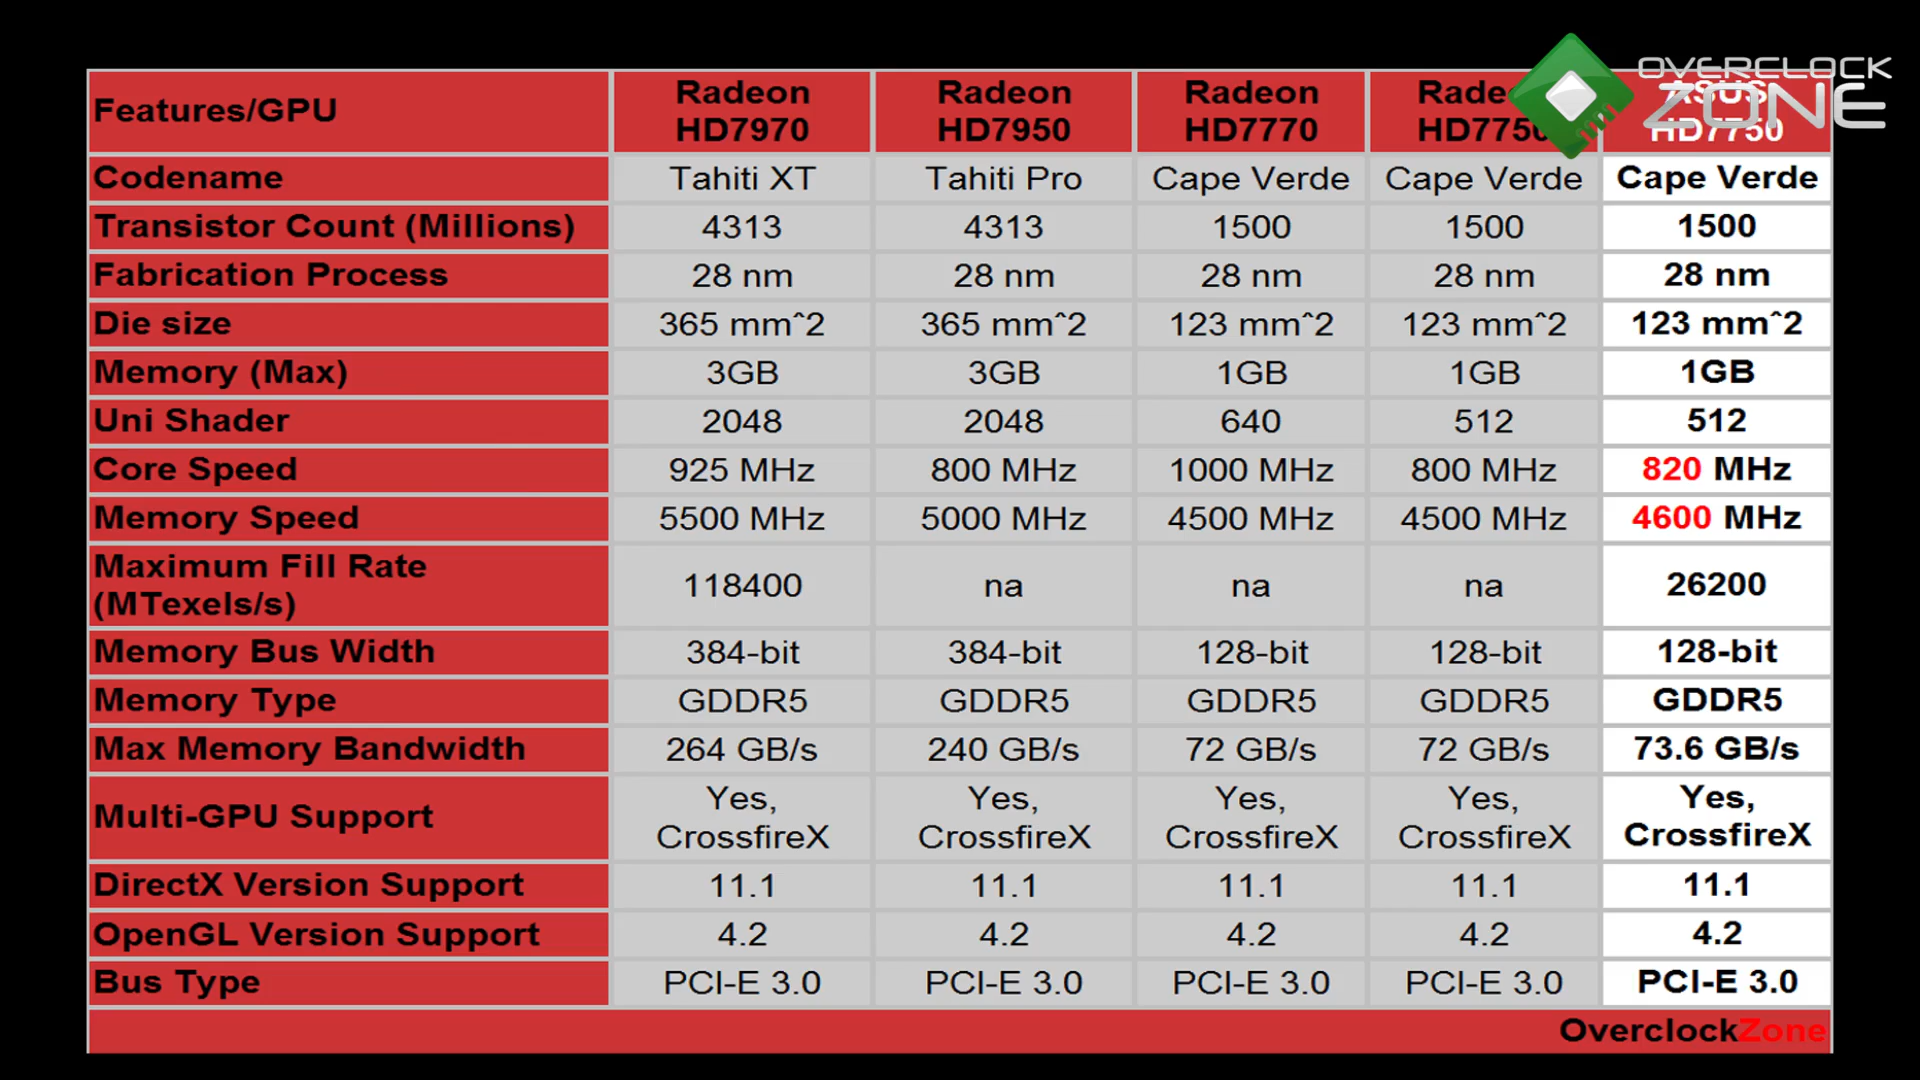 OVERCLOCK
ZONE
Features/GPU Radeon HD7970 Radeon HD7950 Radeon HD7770 HD7750 ASUS HD7750
Codename Tahiti XT Tahiti Pro Cape Verde Cape Verde Cape Verde
Transistor Count (Millions) 4313 4313 1500 1500 1500
Fabrication Process 28 nm 28 nm 28 nm 28 nm 28 nm
Die size 365 mm^2 365 mm^2 123 mm^2 123 mm^2 123 mm^2
Memory (Max) 3GB 3GB 1GB 1GB 1GB
Uni Shader 2048 2048 640 512 512
Core Speed 925 MHz 800 MHz 1000 MHz 800 MHz 820 MHz
Memory Speed 5500 MHz 5000 MHz 4500 MHz 4500 MHz 4600 MHz
Maximum Fill Rate (MTexels/s) 118400 na na na 26200
Memory Bus Width 384-bit 384-bit 128-bit 128-bit 128-bit
Memory Type GDDR5 GDDR5 GDDR5 GDDR5 GDDR5
Max Memory Bandwidth 264 GB/s 240 GB/s 72 GB/s 72 GB/s 73.6 GB/s
Multi-GPU Support Yes, CrossfireX Yes, CrossfireX Yes, CrossfireX Yes, CrossfireX Yes, CrossfireX
DirectX Version Support 11.1 11.1 11.1 11.1 11.1
OpenGL Version Support 4.2 4.2 4.2 4.2 4.2
Bus Type PCI-E 3.0 PCI-E 3.0 PCI-E 3.0 PCI-E 3.0 PCI-E 3.0
OverclockZone